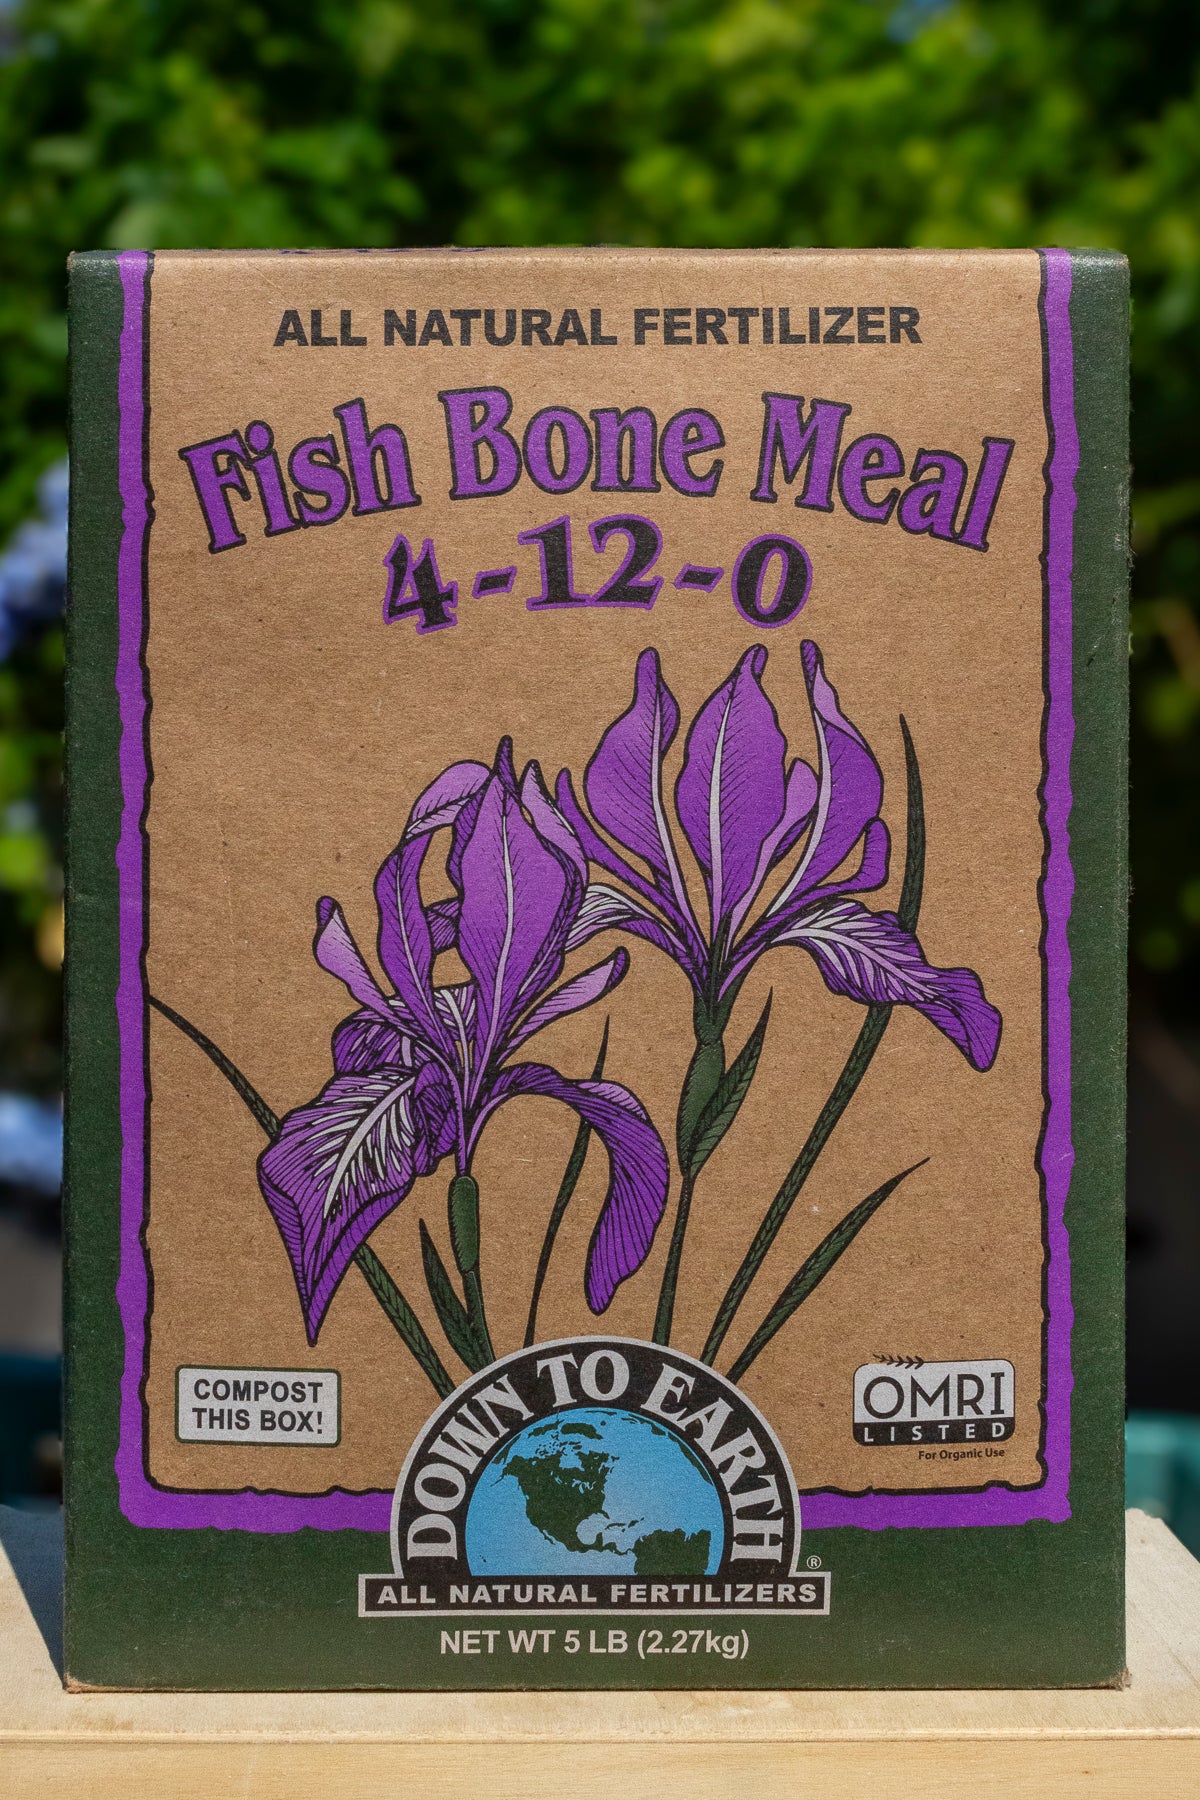 ALL NATURAL FERTILIZER
Fish Bone Meal
4-12-0
COMPOST
THIS BOX!
OMRI
LISTED
For Organic Use
DOWN TO EARTH
®
ALL NATURAL FERTILIZERS
NET WT 5 LB (2.27kg)